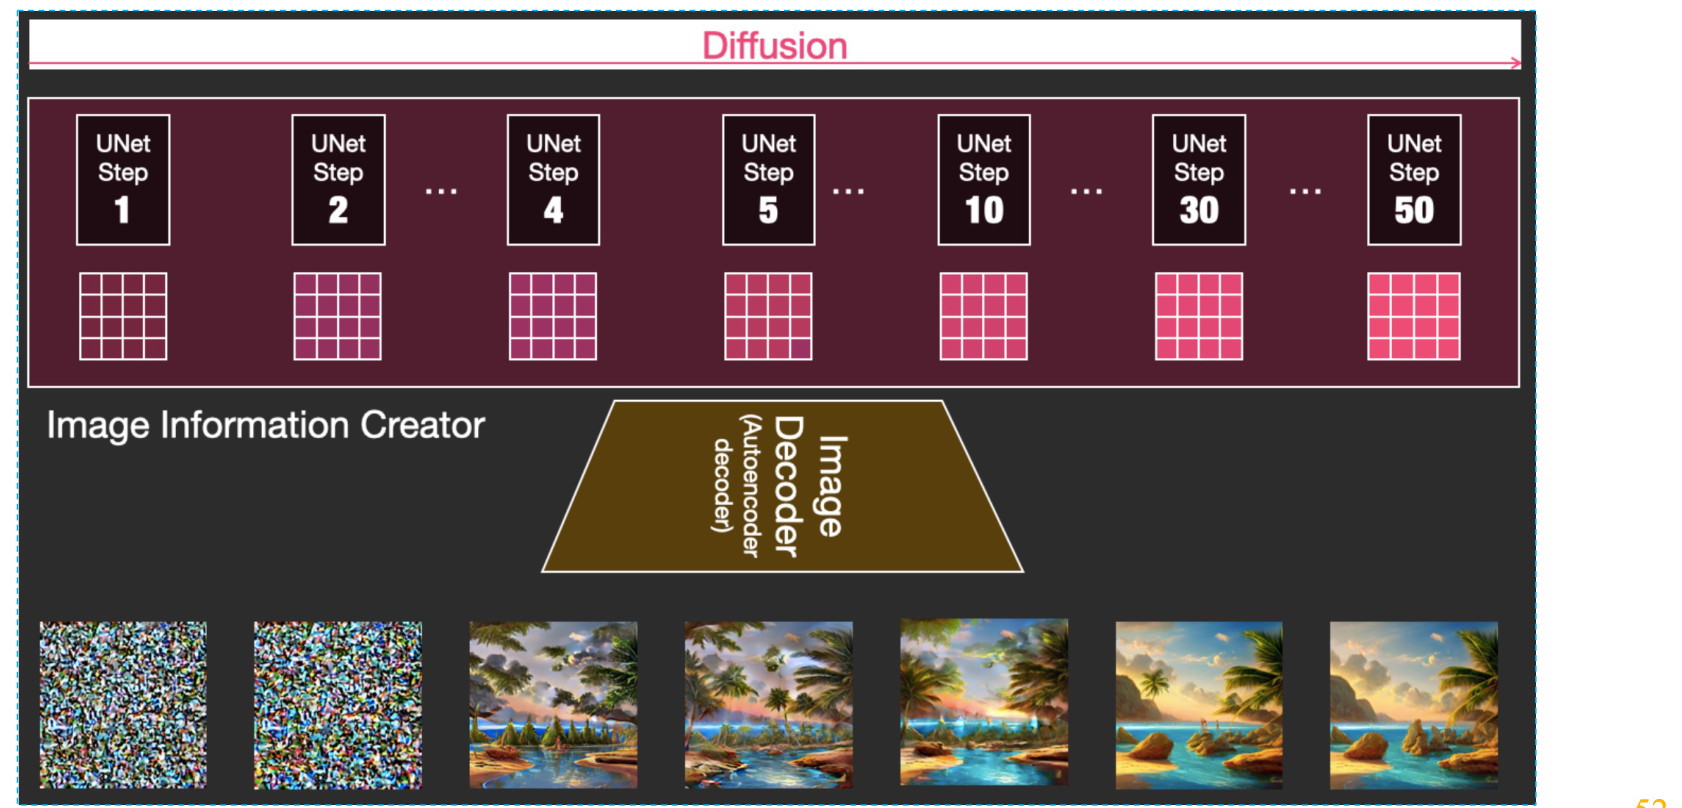 Diffusion
UNet
Step
1
UNet
Step
2
...
UNet
Step
4
UNet
Step
5
...
UNet
Step
10
...
UNet
Step
30
...
UNet
Step
50
Image Information Creator
Image
Decoder
(Autoencoder
decoder)
52